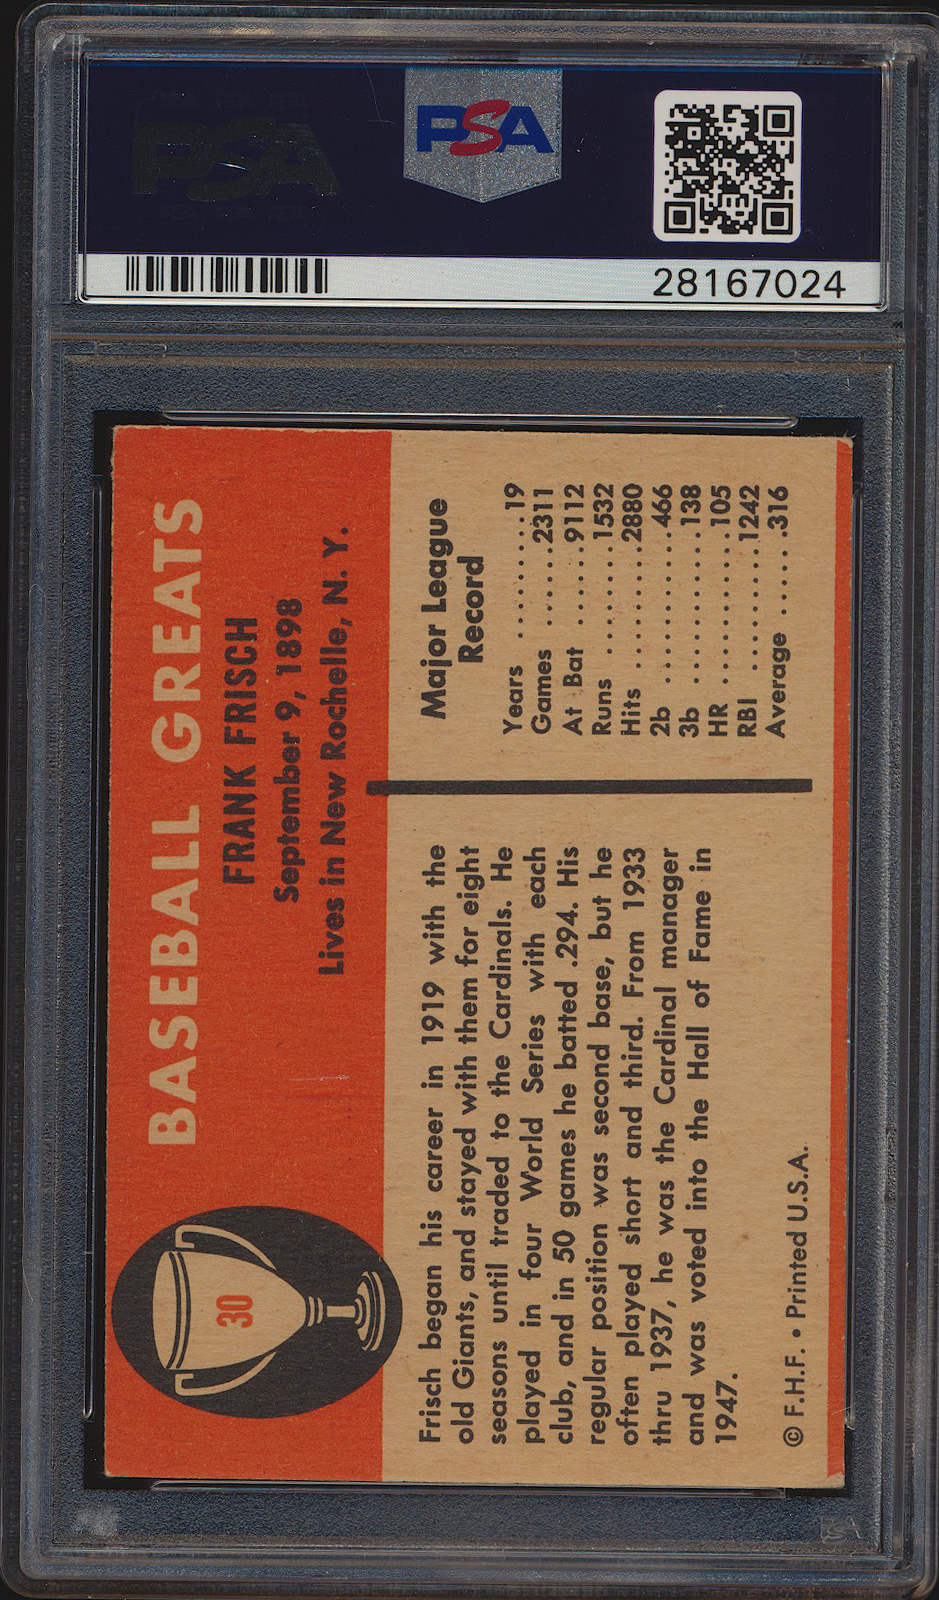 PSA
PSA
28167024
BASEBALL GREATS
FRANK FRISCH
September 9, 1898
Lives in New Rochelle, N. Y.
30
Frisch began his career in 1919 with the
old Giants, and stayed with them for eight
seasons until traded to the Cardinals. He
played in four World Series with each
club, and in 50 games he batted .294. His
regular position was second base, but he
often played short and third. From 1933
thru 1937, he was the Cardinal manager
and was voted into the Hall of Fame in
1947.
© F.H.F. • Printed U.S.A.
Major League
Record
Years ..........19
Games ......2311
At Bat .......9112
Runs ........1532
Hits ..........2880
2b .............466
3b .............138
HR .............105
RBI ...........1242
Average .......316
PSA